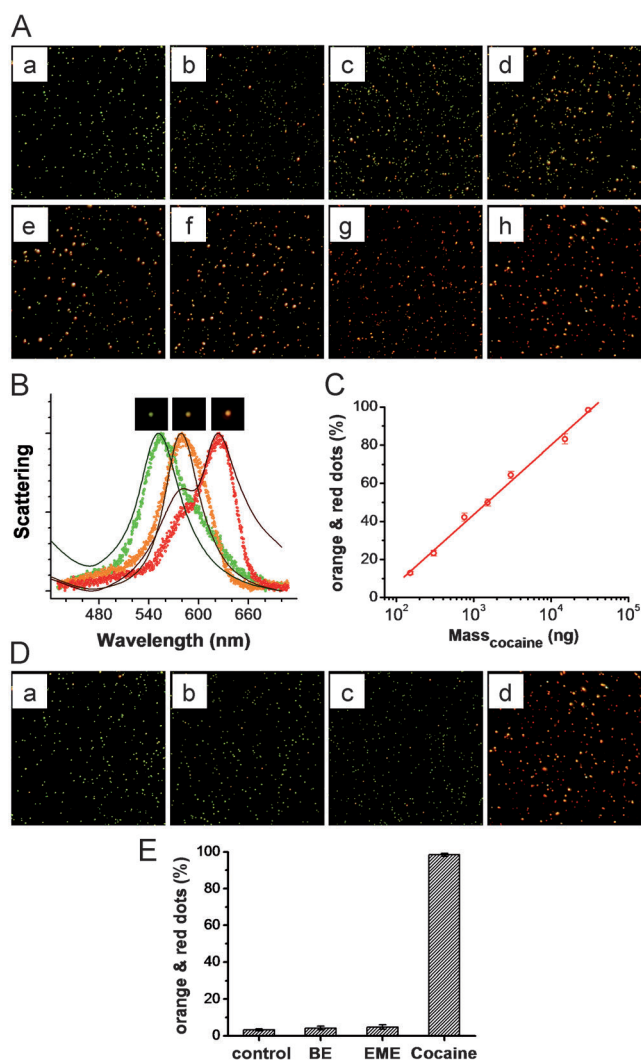 A
a b c d
e f g h
B
Scattering
480 540 600 660
Wavelength (nm)
C
orange & red dots (%)
100
80
60
40
20
0
10² 10³ 10⁴ 10⁵
Mass_cocaine (ng)
D
a b c d
E
orange & red dots (%)
100
80
60
40
20
0
control BE EME Cocaine